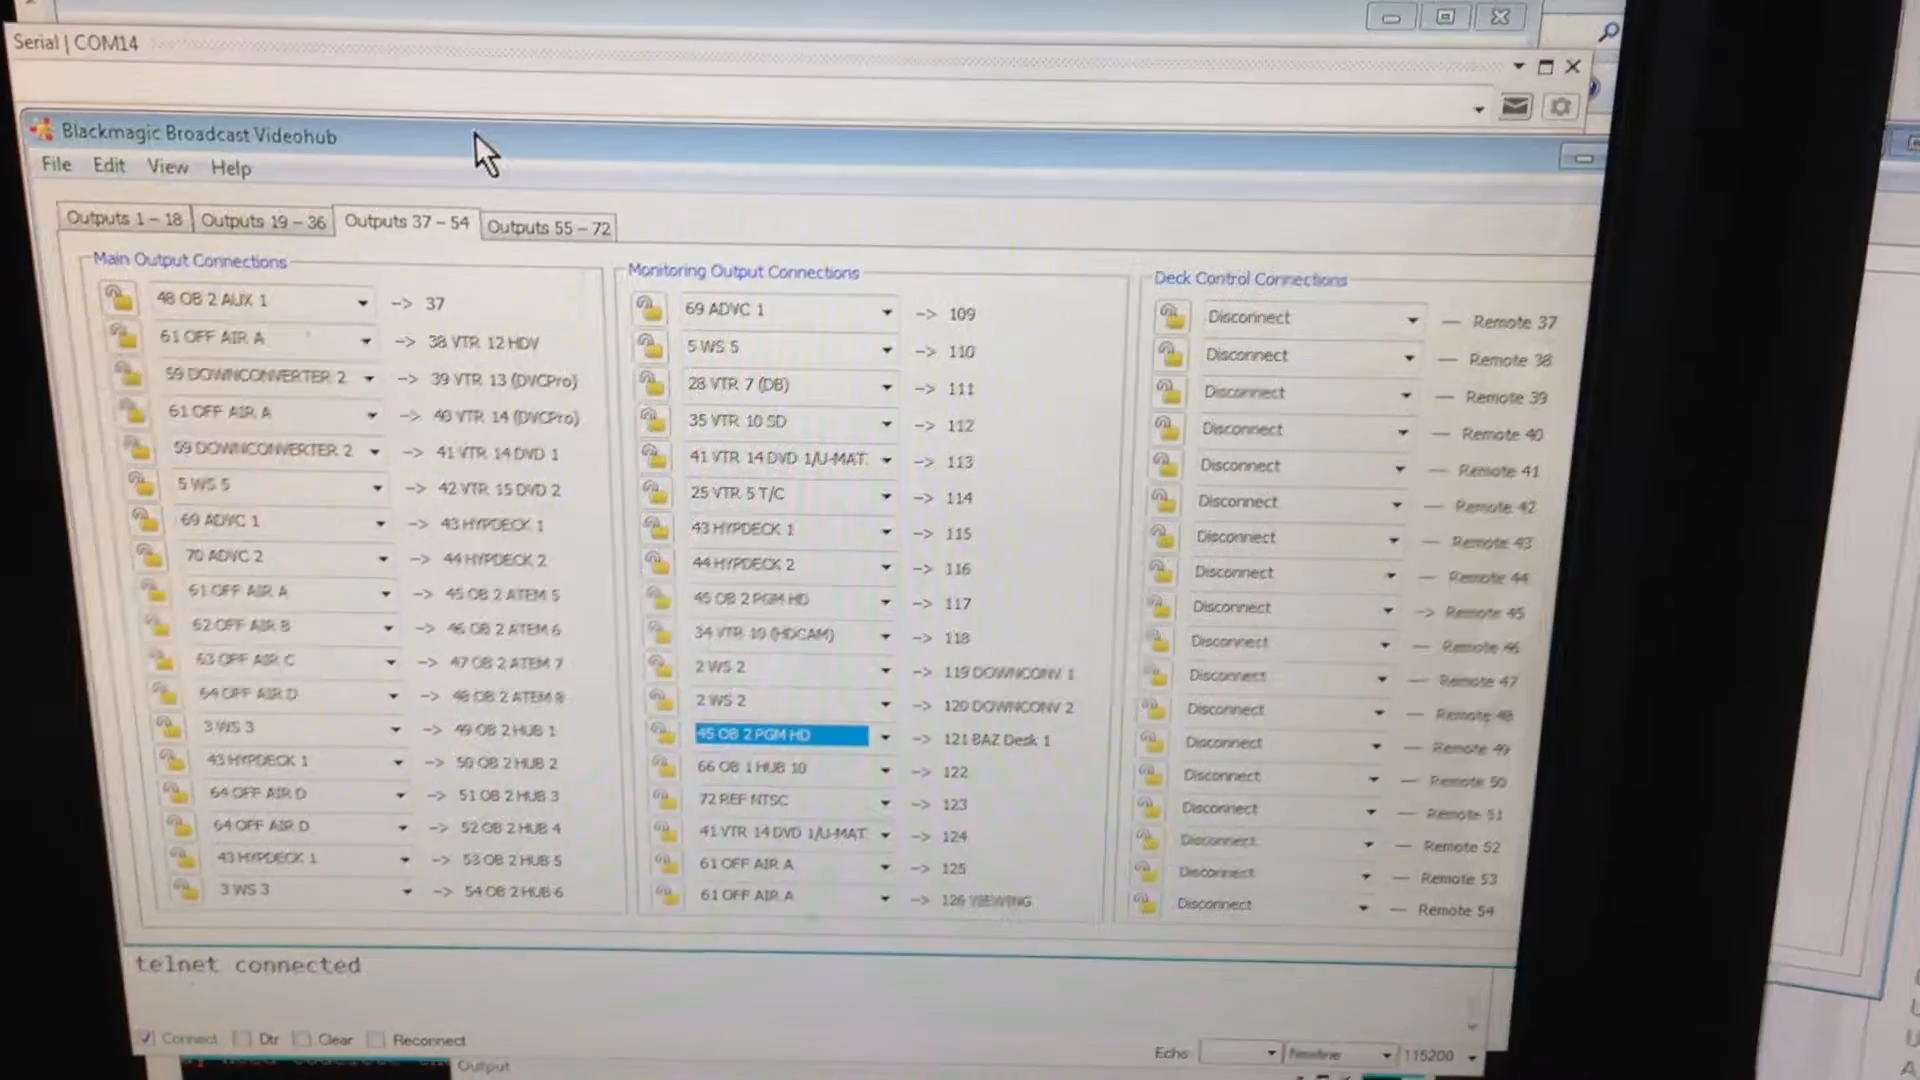 Serial | COM14
Blackmagic Broadcast Videohub
File Edit View Help
Outputs 1 - 18 Outputs 19 - 36 Outputs 37 - 54 Outputs 55 - 72
Main Output Connections
48 OB 2 AUX 1 -> 37
61 OFF AIR A -> 38 VTR 12 HDV
59 DOWNCONVERTER 2 -> 39 VTR 13 (DVCPro)
61 OFF AIR A -> 40 VTR 14 (DVCPro)
59 DOWNCONVERTER 2 -> 41 VTR 14 DVD 1
5 WS 5 -> 42 VTR 15 DVD 2
69 ADVC 1 -> 43 HYPDECK 1
70 ADVC 2 -> 44 HYPDECK 2
61 OFF AIR A -> 45 OB 2 ATEM 5
62 OFF AIR B -> 46 OB 2 ATEM 6
63 OFF AIR C -> 47 OB 2 ATEM 7
64 OFF AIR D -> 48 OB 2 ATEM 8
3 WS 3 -> 49 OB 2 HUB 1
43 HYPDECK 1 -> 50 OB 2 HUB 2
64 OFF AIR D -> 51 OB 2 HUB 3
64 OFF AIR D -> 52 OB 2 HUB 4
43 HYPDECK 1 -> 53 OB 2 HUB 5
3 WS 3 -> 54 OB 2 HUB 6
Monitoring Output Connections
69 ADVC 1 -> 109
5 WS 5 -> 110
28 VTR 7 (DB) -> 111
35 VTR 10 SD -> 112
41 VTR 14 DVD 1/U-MAT -> 113
25 VTR 5 T/C -> 114
43 HYPDECK 1 -> 115
44 HYPDECK 2 -> 116
45 OB 2 PGM HD -> 117
34 VTR 10 (HDCAM) -> 118
2 WS 2 -> 119 DOWNCONV 1
2 WS 2 -> 120 DOWNCONV 2
45 OB 2 PGM HD -> 121 BAZ Desk 1
66 OB 1 HUB 10 -> 122
72 REF NTSC -> 123
41 VTR 14 DVD 1/U-MAT -> 124
61 OFF AIR A -> 125
61 OFF AIR A -> 126 VIEWING
Deck Control Connections
Disconnect — Remote 37
Disconnect — Remote 38
Disconnect — Remote 39
Disconnect — Remote 40
Disconnect — Remote 41
Disconnect — Remote 42
Disconnect — Remote 43
Disconnect — Remote 44
Disconnect -> Remote 45
Disconnect — Remote 46
Disconnect — Remote 47
Disconnect — Remote 48
Disconnect — Remote 49
Disconnect — Remote 50
Disconnect — Remote 51
Disconnect — Remote 52
Disconnect — Remote 53
Disconnect — Remote 54
telnet connected
Connect Dtr Clear Reconnect
Echo 115200
Output